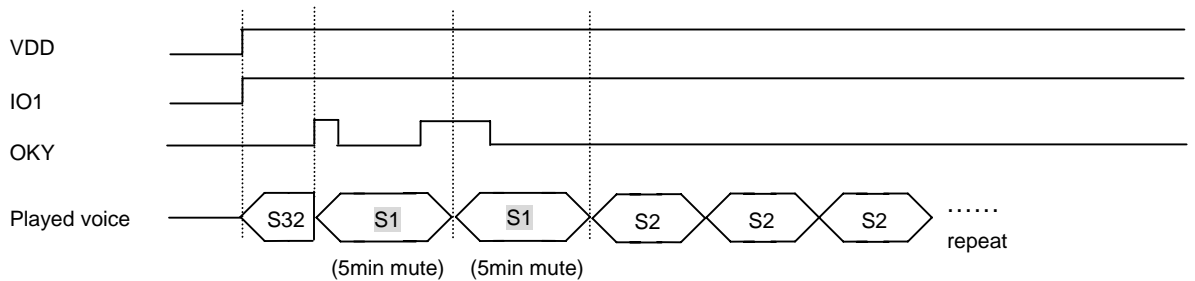 VDD
IO1
OKY
Played voice
S32 S1 S1 S2 S2 S2 ......
repeat
(5min mute) (5min mute)